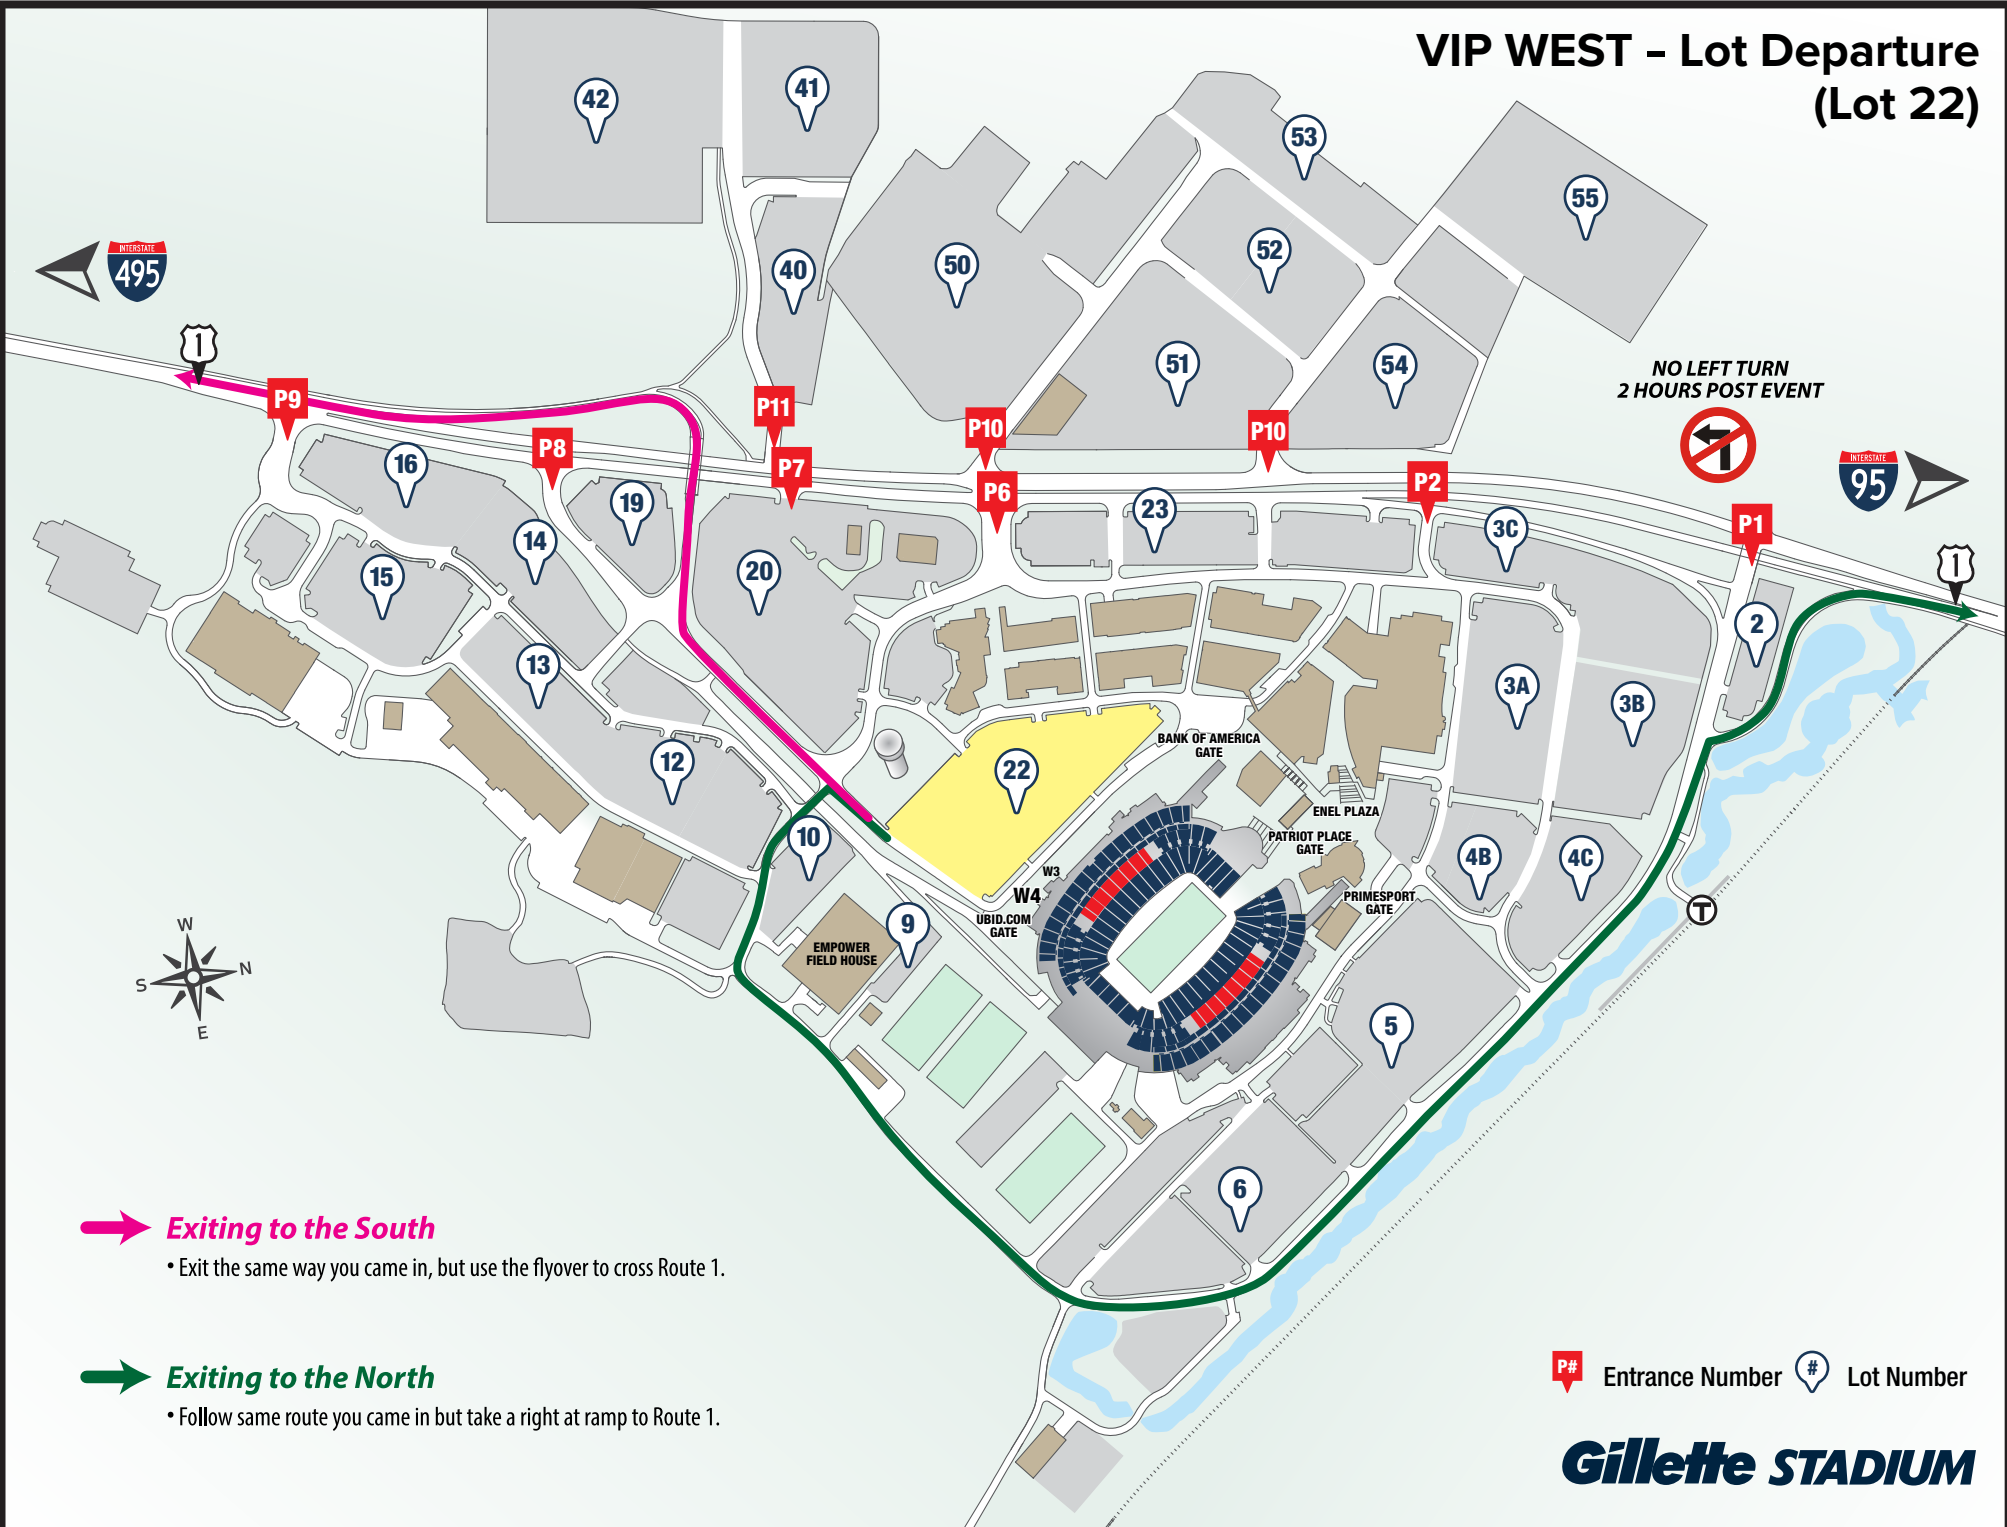 VIP WEST – Lot Departure
(Lot 22)
42
41
53
55
40
50
52
51
54
INTERSTATE
495
1
NO LEFT TURN
2 HOURS POST EVENT
INTERSTATE
95
P9
P11
P10
P10
P8
P7
P6
P2
P1
16
19
23
3C
14
15
20
1
2
13
3A
3B
12
22
BANK OF AMERICA
GATE
ENEL PLAZA
10
PATRIOT PLACE
GATE
4B
4C
W3
W4
UBID.COM
GATE
PRIMESPORT
GATE
T
9
EMPOWER
FIELD HOUSE
W
S
N
E
5
6
Exiting to the South
• Exit the same way you came in, but use the flyover to cross Route 1.
Exiting to the North
• Follow same route you came in but take a right at ramp to Route 1.
P# Entrance Number # Lot Number
Gillette STADIUM